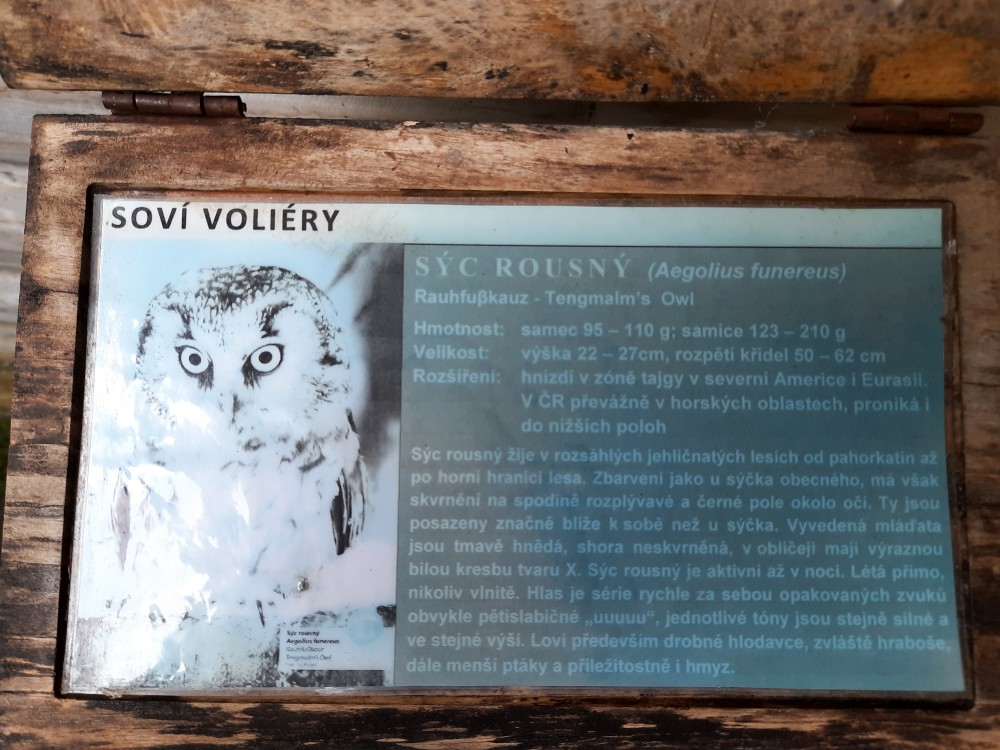 SOVÍ VOLIÉRY
SÝC ROUSNÝ (Aegolius funereus)
Rauhfuβkauz - Tengmalm's Owl
Hmotnost: samec 95 – 110 g; samice 123 – 210 g
Velikost: výška 22 – 27cm, rozpětí křídel 50 – 62 cm
Rozšíření: hnízdí v zóně tajgy v severní Americe i Eurasii.
V ČR převážně v horských oblastech, proniká i
do nižších poloh
Sýc rousný žije v rozsáhlých jehličnatých lesích od pahorkatin až
po horní hranici lesa. Zbarvení jako u sýčka obecného, má však
skvrnění na spodině rozplývavé a černé pole okolo očí. Ty jsou
posazeny značně blíže k sobě než u sýčka. Vyvedená mláďata
jsou tmavě hnědá, shora neskvrněná, v obličeji mají výraznou
bílou kresbu tvaru X. Sýc rousný je aktivní až v noci. Létá přímo,
nikoliv vlnitě. Hlas je série rychle za sebou opakovaných zvuků
obvykle pětislabičné „uuuuu“, jednotivé tóny jsou stejně silné a
ve stejné výši. Loví především drobné hlodavce, zvláště hraboše,
dále menší ptáky a příležitostně i hmyz.
Sýc rousný
Aegolius funereus
Rauhfußkauz
Tengmalm's Owl